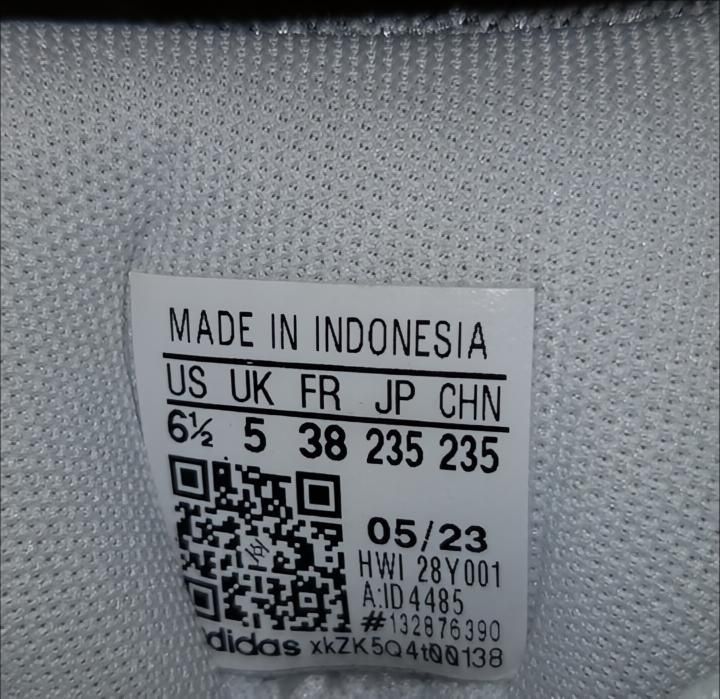 MADE IN INDONESIA
US UK FR JP CHN
6½ 5 38 235 235
05/23
HWI 28Y001
A:ID4485
#132876390
adidas xkZK5Q4t00138